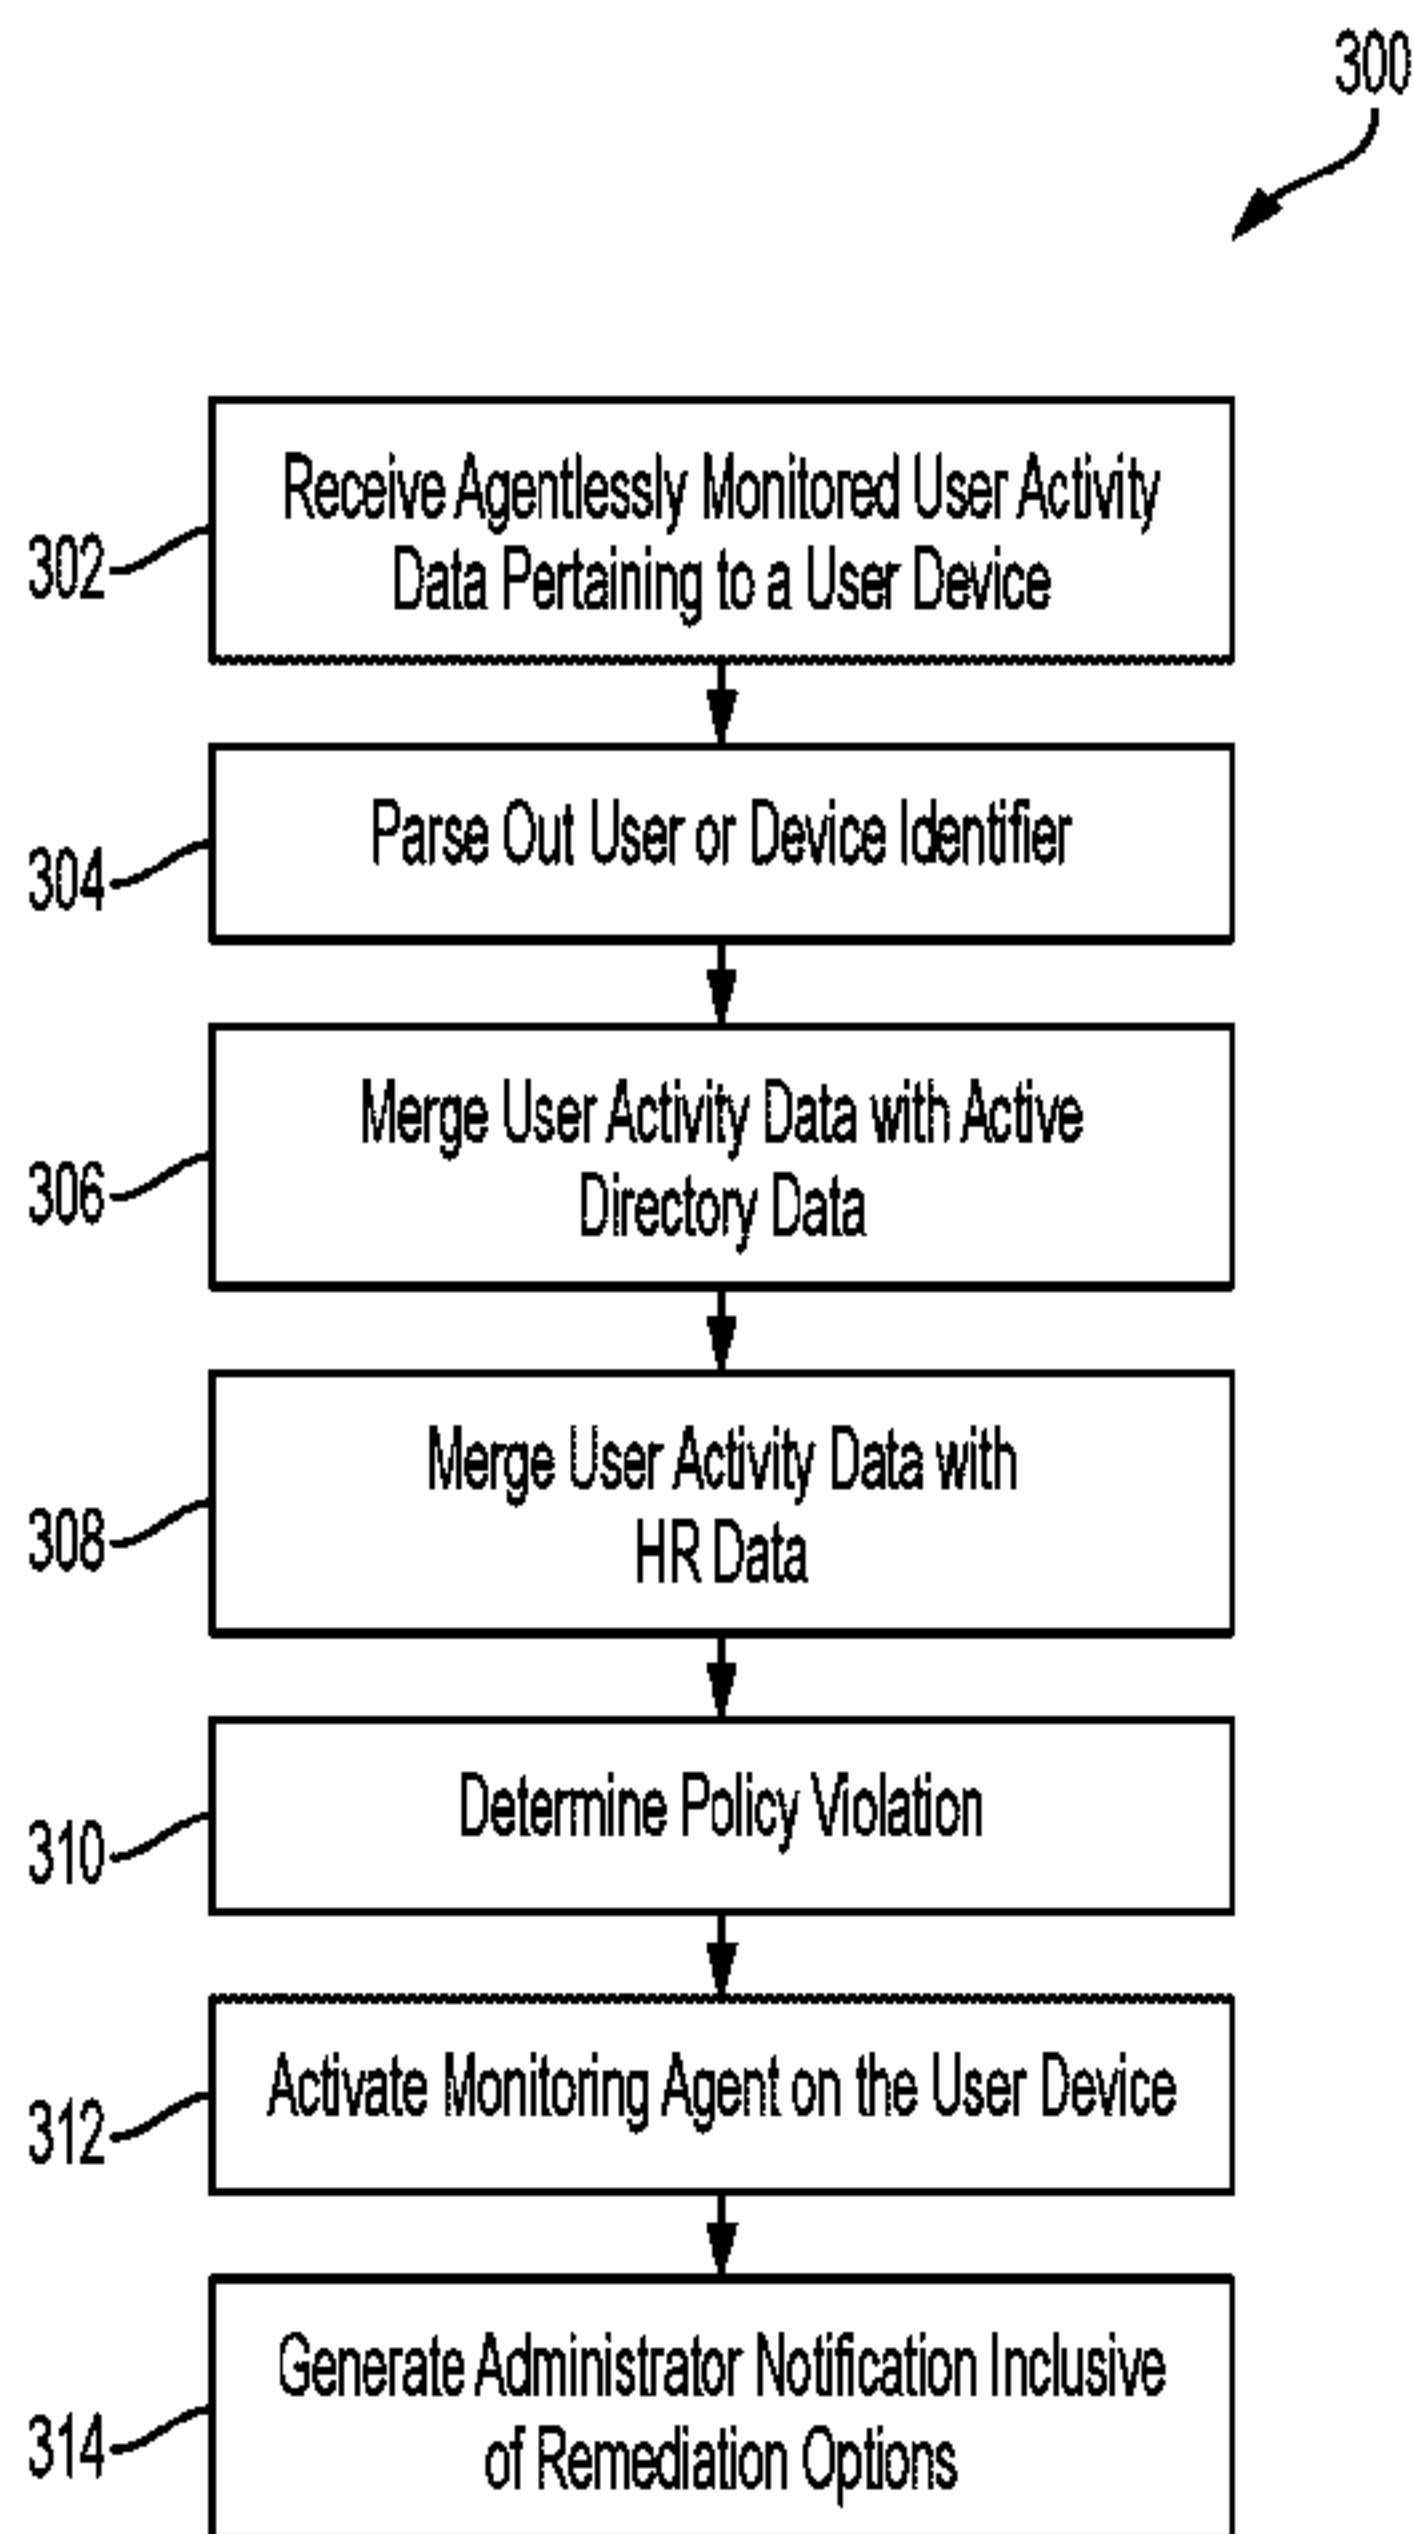 300
Receive Agentlessly Monitored User Activity
Data Pertaining to a User Device
302
Parse Out User or Device Identifier
304
Merge User Activity Data with Active
Directory Data
306
Merge User Activity Data with
HR Data
308
Determine Policy Violation
310
Activate Monitoring Agent on the User Device
312
Generate Administrator Notification Inclusive
of Remediation Options
314